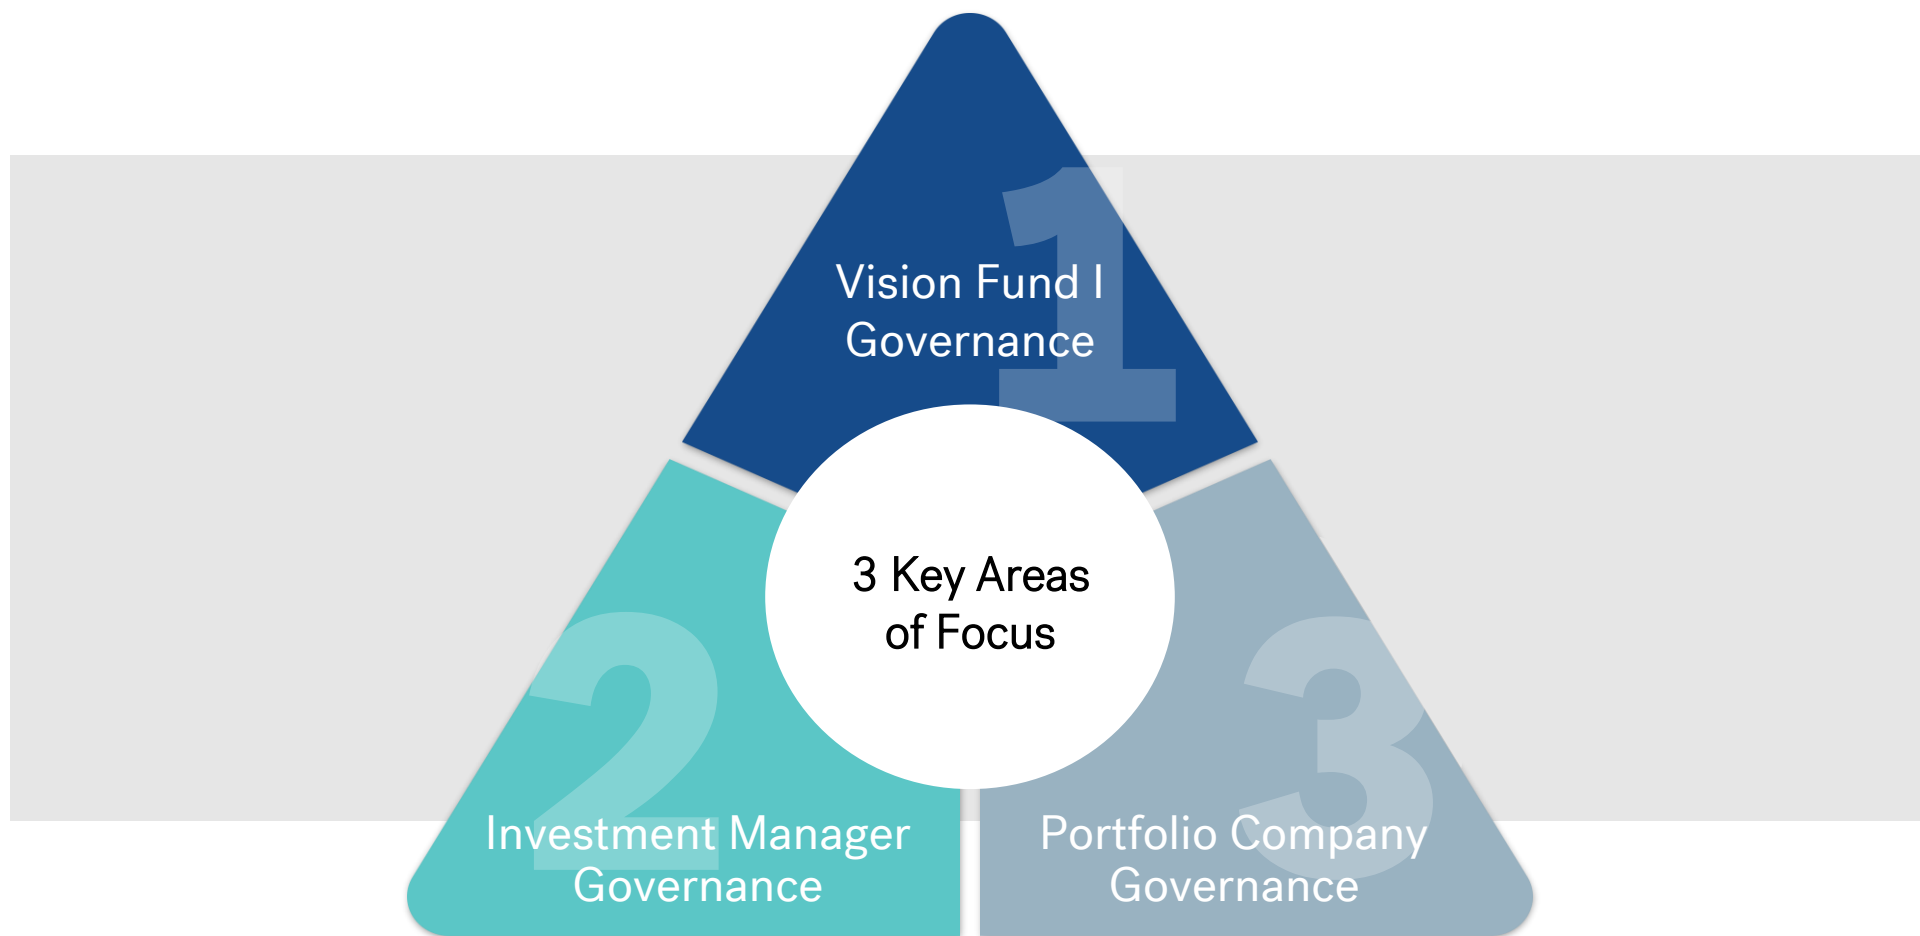 1
Vision Fund I
Governance
3 Key Areas
of Focus
2
Investment Manager
Governance
3
Portfolio Company
Governance